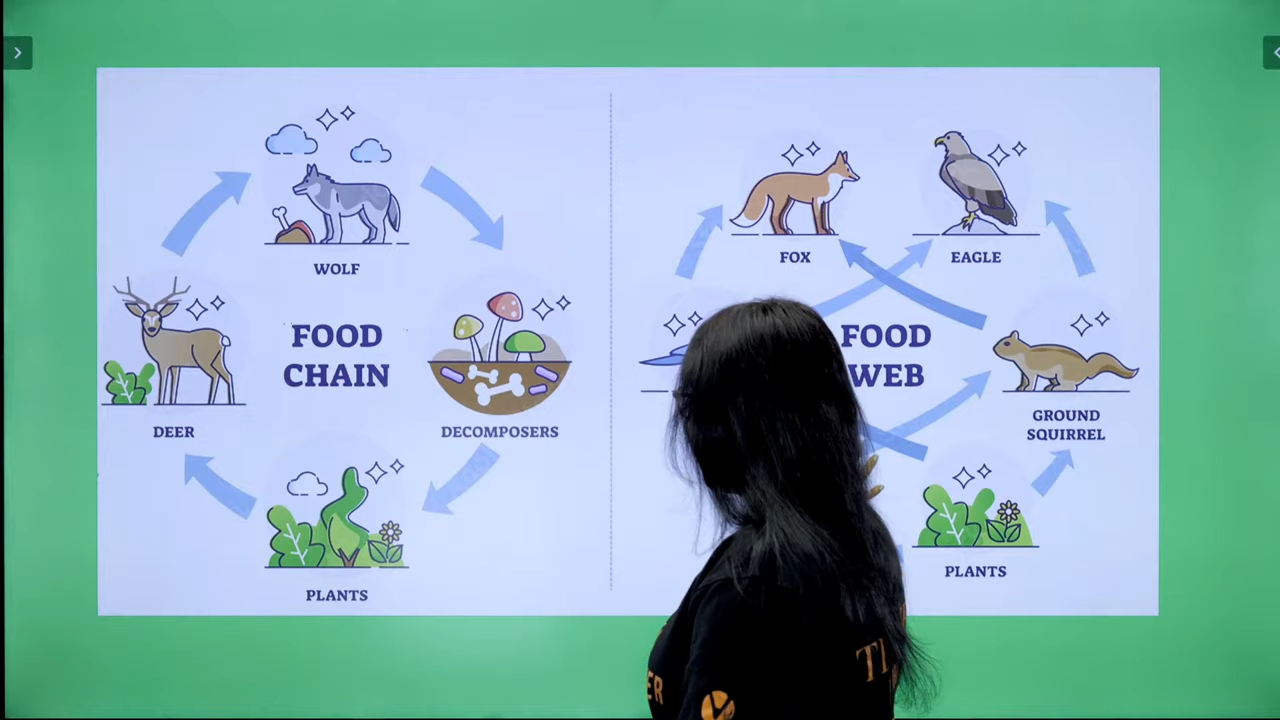 WOLF
FOOD
CHAIN
DEER
DECOMPOSERS
PLANTS
FOX
EAGLE
FOOD
WEB
GROUND
SQUIRREL
PLANTS